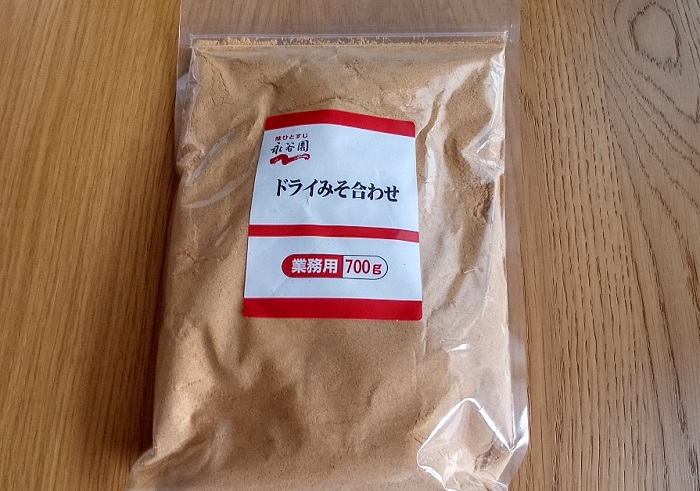 味ひとすじ
永谷園
ドライみそ合わせ
業務用 700g